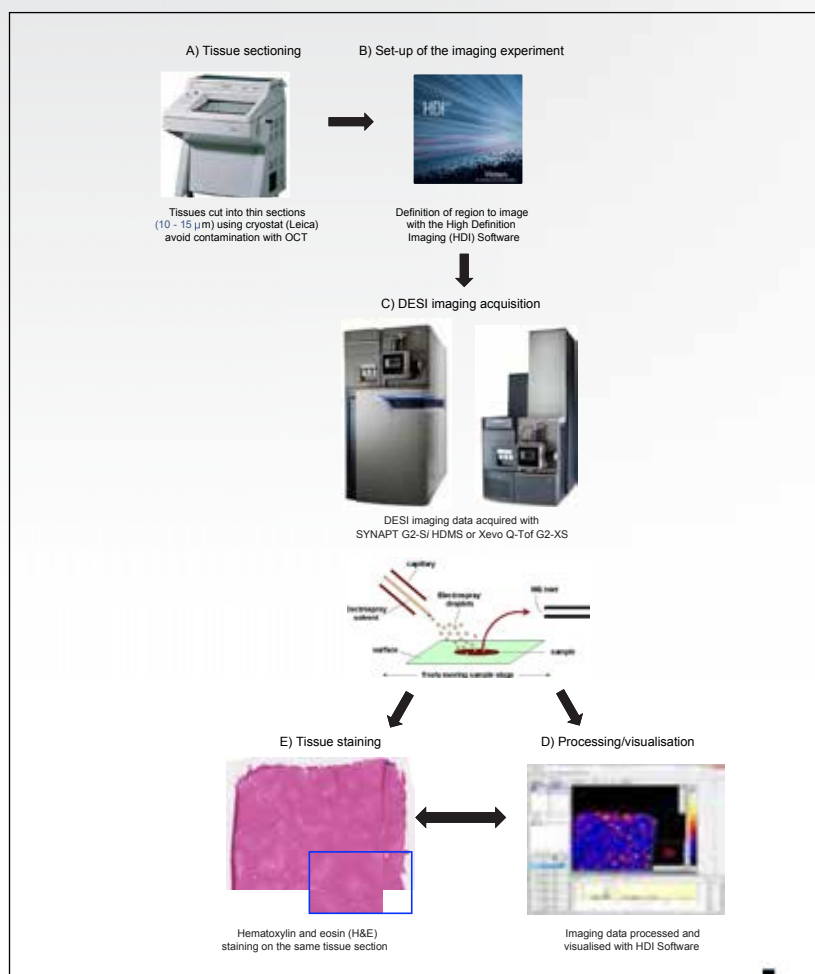 A) Tissue sectioning
B) Set-up of the imaging experiment
HDI
Tissues cut into thin sections
(10 - 15 μm) using cryostat (Leica)
avoid contamination with OCT
Definition of region to image
with the High Definition
Imaging (HDI) Software
C) DESI imaging acquisition
DESI imaging data acquired with
SYNAPT G2-Si HDMS or Xevo Q-Tof G2-XS
capillary
Electrospray
droplets
solvent
MS inlet
surface
sample
Freely moving sample stage
E) Tissue staining
D) Processing/visualisation
Hematoxylin and eosin (H&E)
staining on the same tissue section
Imaging data processed and
visualised with HDI Software